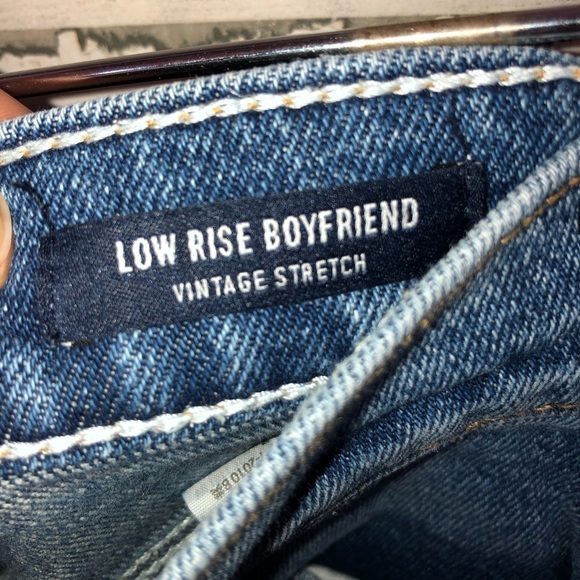 LOW RISE BOYFRIEND
VINTAGE STRETCH